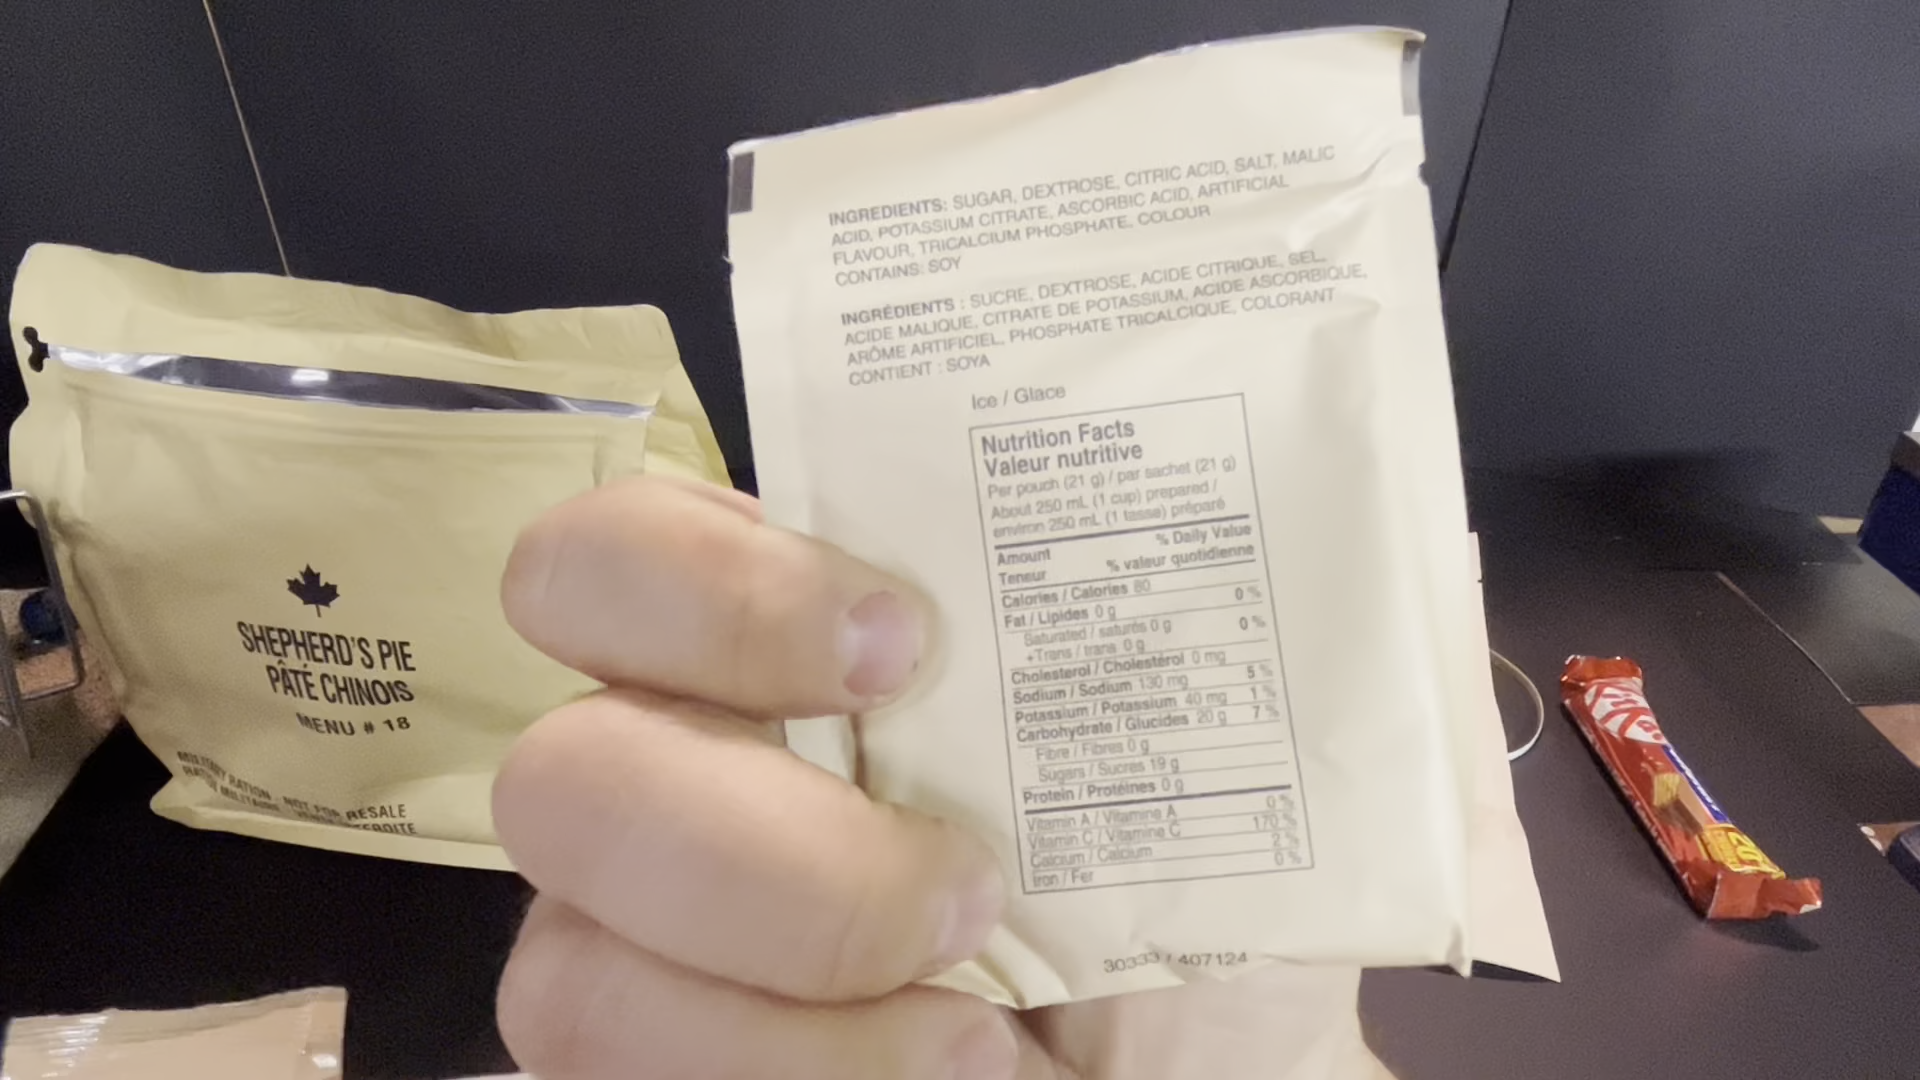 INGREDIENTS: SUGAR, DEXTROSE, CITRIC ACID, SALT, MALIC
ACID, POTASSIUM CITRATE, ASCORBIC ACID, ARTIFICIAL
FLAVOUR, TRICALCIUM PHOSPHATE, COLOUR
CONTAINS: SOY
INGRÉDIENTS : SUCRE, DEXTROSE, ACIDE CITRIQUE, SEL,
ACIDE MALIQUE, CITRATE DE POTASSIUM, ACIDE ASCORBIQUE,
ARÔME ARTIFICIEL, PHOSPHATE TRICALCIQUE, COLORANT
CONTIENT : SOYA
Ice / Glace
Nutrition Facts
Valeur nutritive
Per pouch (21 g) / par sachet (21 g)
About 250 mL (1 cup) prepared /
environ 250 mL (1 tasse) préparé
Amount % Daily Value
Teneur % valeur quotidienne
Calories / Calories 80
Fat / Lipides 0 g 0 %
Saturated / saturés 0 g 0 %
+Trans / trans 0 g
Cholesterol / Cholestérol 0 mg
Sodium / Sodium 130 mg 5 %
Potassium / Potassium 40 mg 1 %
Carbohydrate / Glucides 20 g 7 %
Fibre / Fibres 0 g
Sugars / Sucres 19 g
Protein / Protéines 0 g
Vitamin A / Vitamine A 0 %
Vitamin C / Vitamine C 170 %
Calcium / Calcium 2 %
Iron / Fer 0 %
30333 / 407124
SHEPHERD'S PIE
PÂTÉ CHINOIS
MENU # 18
MILITARY RATION - NOT FOR RESALE